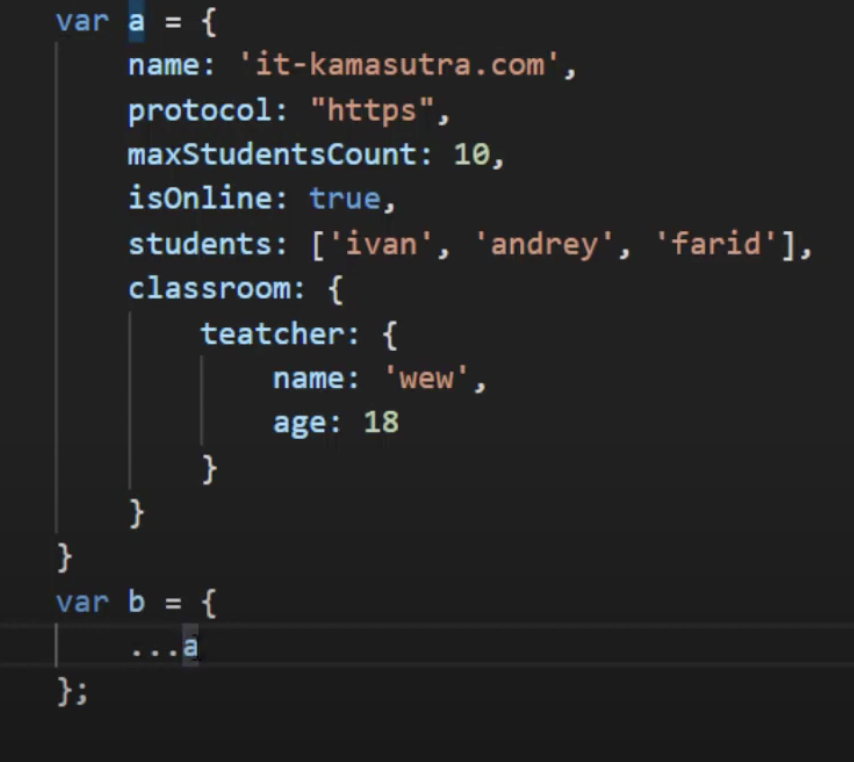 var a = {
name: 'it-kamasutra.com',
protocol: "https",
maxStudentsCount: 10,
isOnline: true,
students: ['ivan', 'andrey', 'farid'],
classroom: {
teatcher: {
name: 'wew',
age: 18
}
}
}
var b = {
...a
};